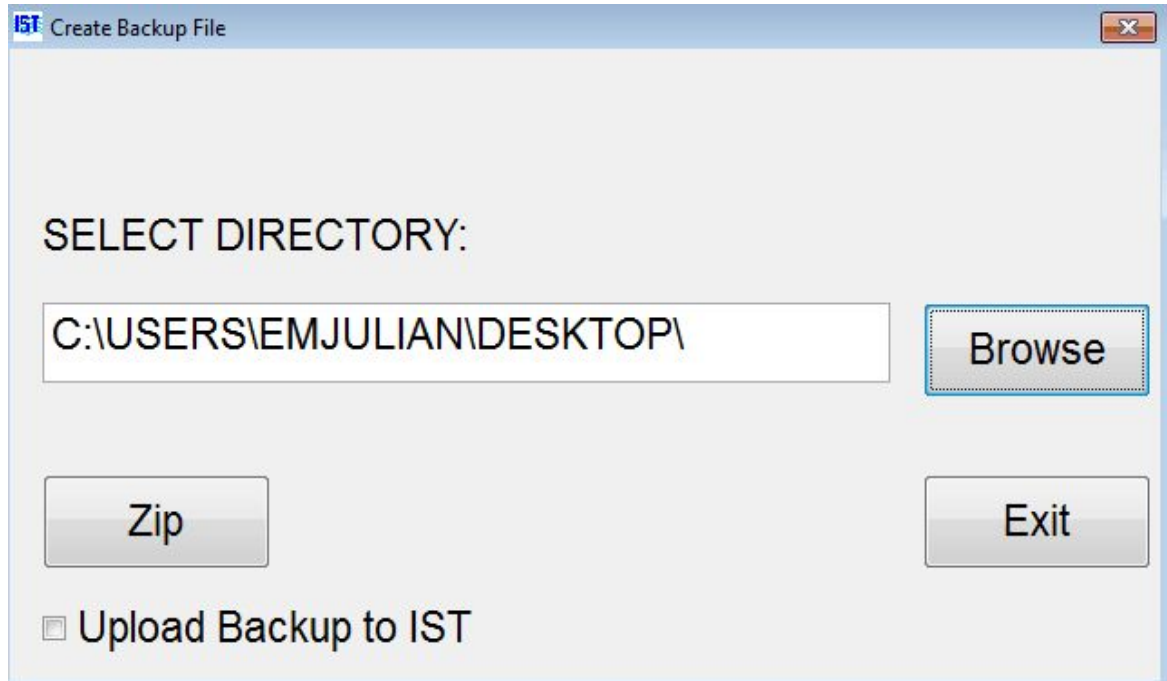 IST Create Backup File
SELECT DIRECTORY:
C:\USERS\EMJULIAN\DESKTOP\
Browse
Zip
Exit
Upload Backup to IST